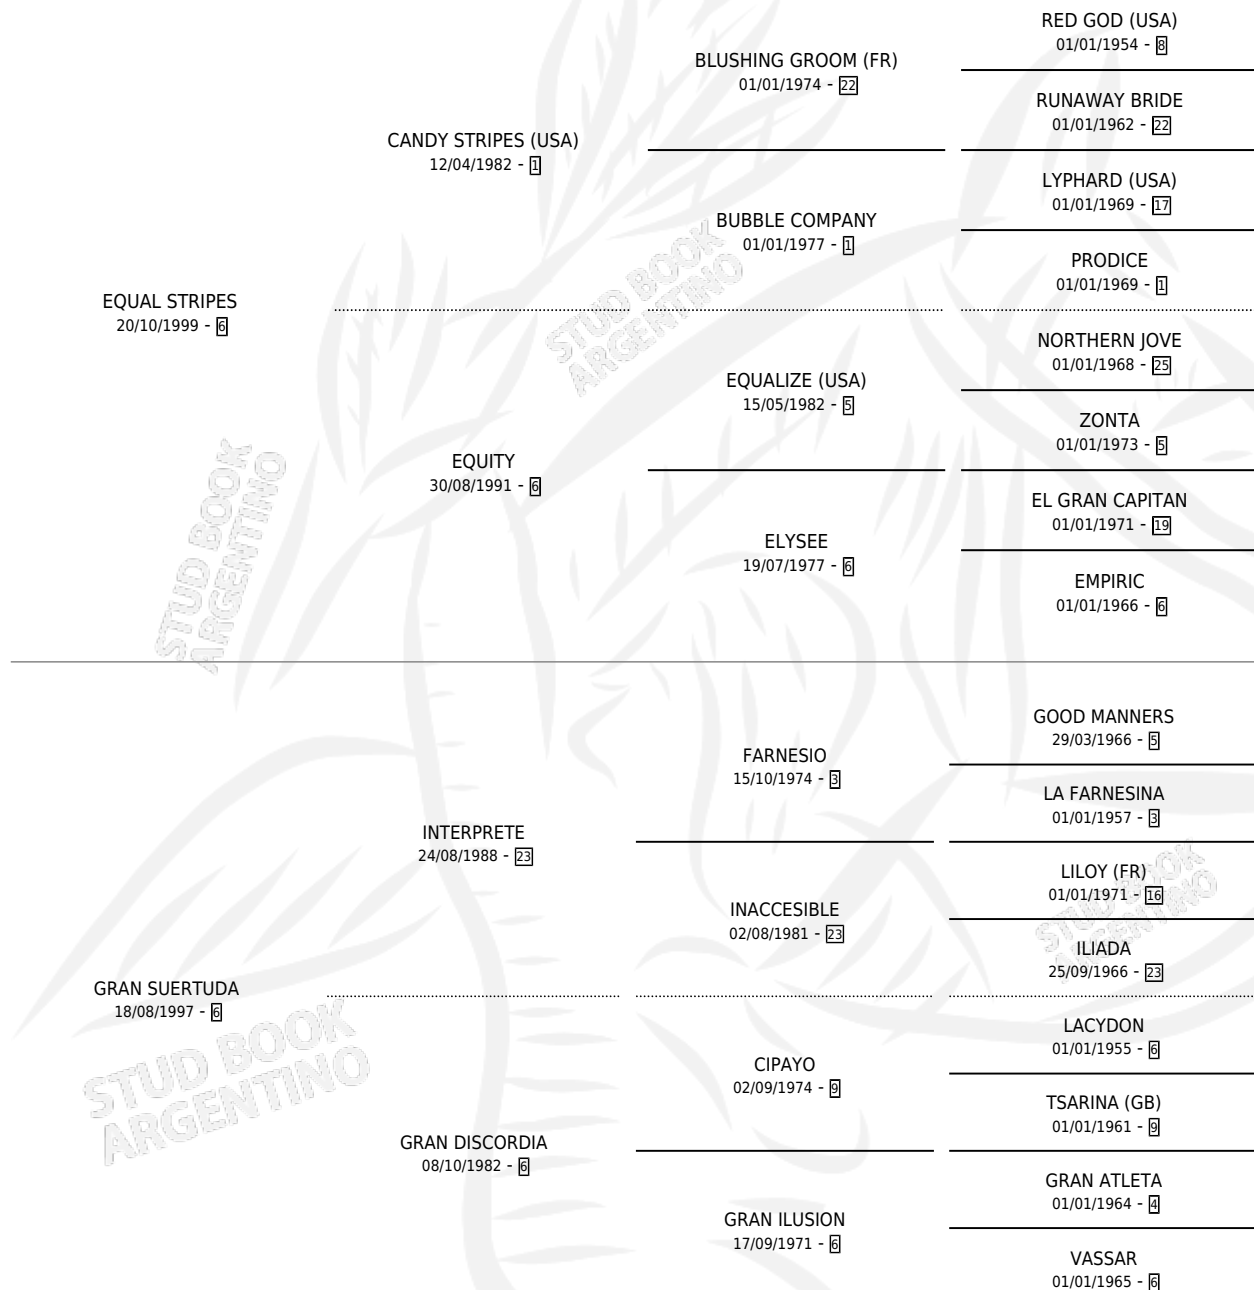 RED GOD (USA)
01/01/1954 - 8
BLUSHING GROOM (FR)
01/01/1974 - 22
RUNAWAY BRIDE
01/01/1962 - 22
CANDY STRIPES (USA)
12/04/1982 - 1
LYPHARD (USA)
01/01/1969 - 17
BUBBLE COMPANY
01/01/1977 - 1
PRODICE
01/01/1969 - 1
EQUAL STRIPES
20/10/1999 - 6
NORTHERN JOVE
01/01/1968 - 25
EQUALIZE (USA)
15/05/1982 - 5
ZONTA
01/01/1973 - 5
EQUITY
30/08/1991 - 6
EL GRAN CAPITAN
01/01/1971 - 19
ELYSEE
19/07/1977 - 6
EMPIRIC
01/01/1966 - 6
GOOD MANNERS
29/03/1966 - 5
FARNESIO
15/10/1974 - 3
LA FARNESINA
01/01/1957 - 3
INTERPRETE
24/08/1988 - 23
LILOY (FR)
01/01/1971 - 16
INACCESIBLE
02/08/1981 - 23
ILIADA
25/09/1966 - 23
GRAN SUERTUDA
18/08/1997 - 6
LACYDON
01/01/1955 - 6
CIPAYO
02/09/1974 - 9
TSARINA (GB)
01/01/1961 - 9
GRAN DISCORDIA
08/10/1982 - 6
GRAN ATLETA
01/01/1964 - 4
GRAN ILUSION
17/09/1971 - 6
VASSAR
01/01/1965 - 6
STUD BOOK
ARGENTINO
STUD BOOK
ARGENTINO
STUD BOOK
ARGENTINO
STUD BOOK
ARGENTINO